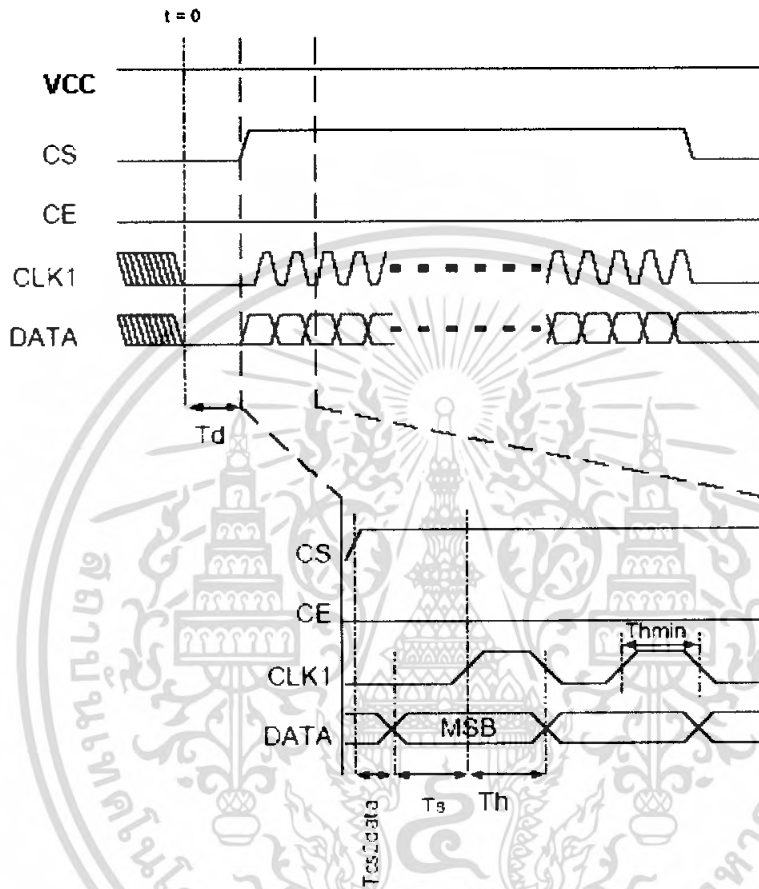 t = 0
VCC
CS
CE
CLK1
DATA
Td
CS
CE
Thmin
CLK1
DATA
MSB
Ts
Th
Tcs2data